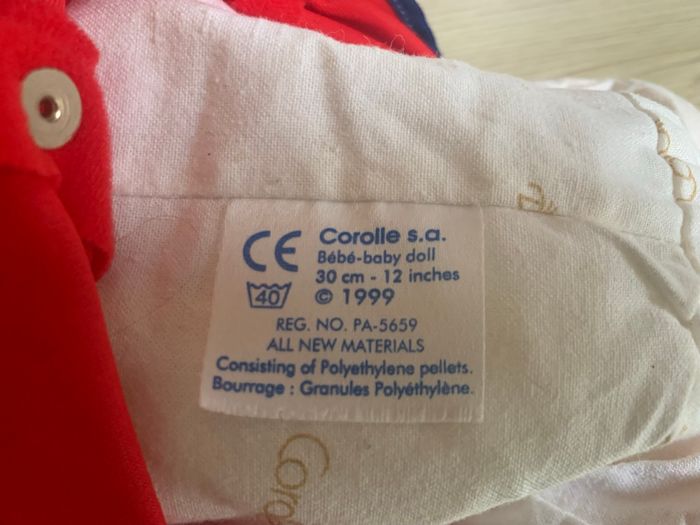 CE Corolle s.a.
Bébé-baby doll
30 cm - 12 inches
40 © 1999
REG. NO. PA-5659
ALL NEW MATERIALS
Consisting of Polyethylene pellets.
Bourrage : Granules Polyéthylène.